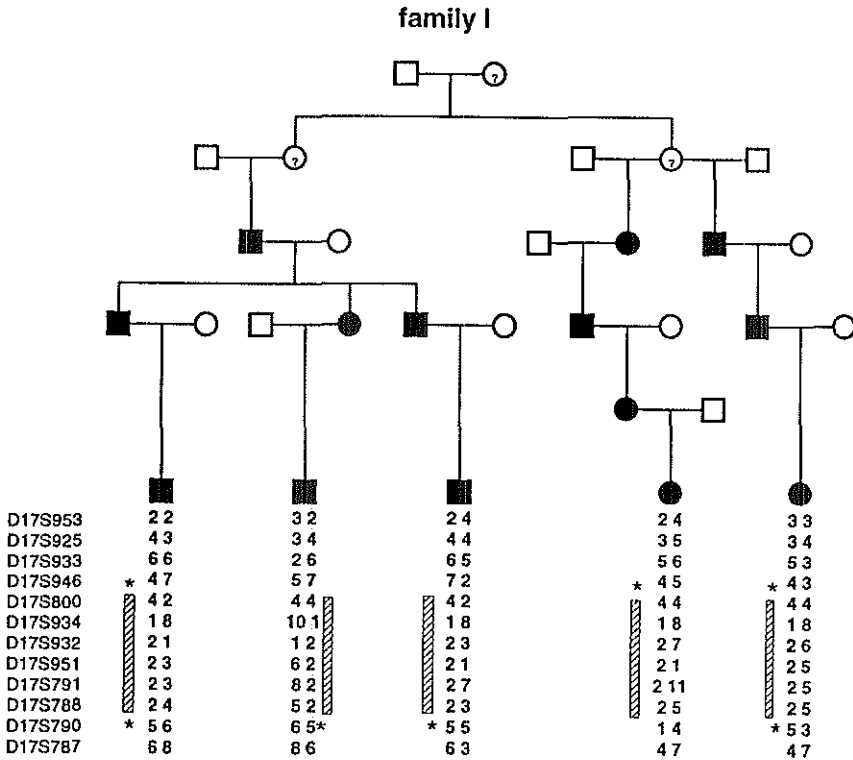 family I
?
? ?
D17S953 2 2 3 2 2 4 2 4 3 3
D17S925 4 3 3 4 4 4 3 5 3 4
D17S933 6 6 2 6 6 5 5 6 5 3
D17S946 * 4 7 5 7 7 2 * 4 5 * 4 3
D17S800 4 2 4 4 4 2 4 4 4 4
D17S934 1 8 10 1 1 8 1 8 1 8
D17S932 2 1 1 2 2 3 2 7 2 6
D17S951 2 3 6 2 2 1 2 1 2 5
D17S791 2 3 8 2 2 7 2 11 2 5
D17S788 2 4 5 2 2 3 2 5 2 5
D17S790 * 5 6 6 5 * * 5 5 1 4 * 5 3
D17S787 6 8 8 6 6 3 4 7 4 7